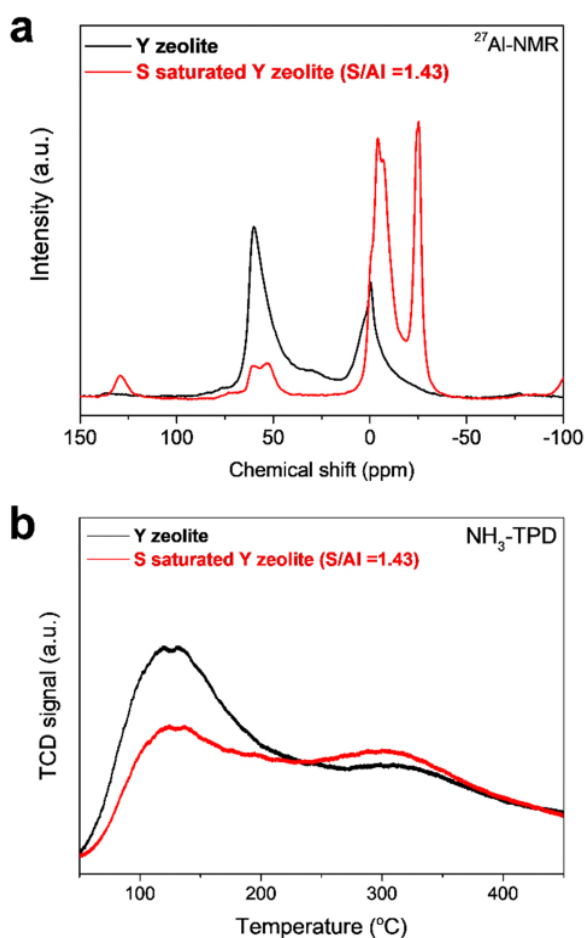 a
Y zeolite
S saturated Y zeolite (S/Al =1.43)
²⁷Al-NMR
Intensity (a.u.)
150 100 50 0 -50 -100
Chemical shift (ppm)
b
Y zeolite
S saturated Y zeolite (S/Al =1.43)
NH₃-TPD
TCD signal (a.u.)
100 200 300 400
Temperature (°C)